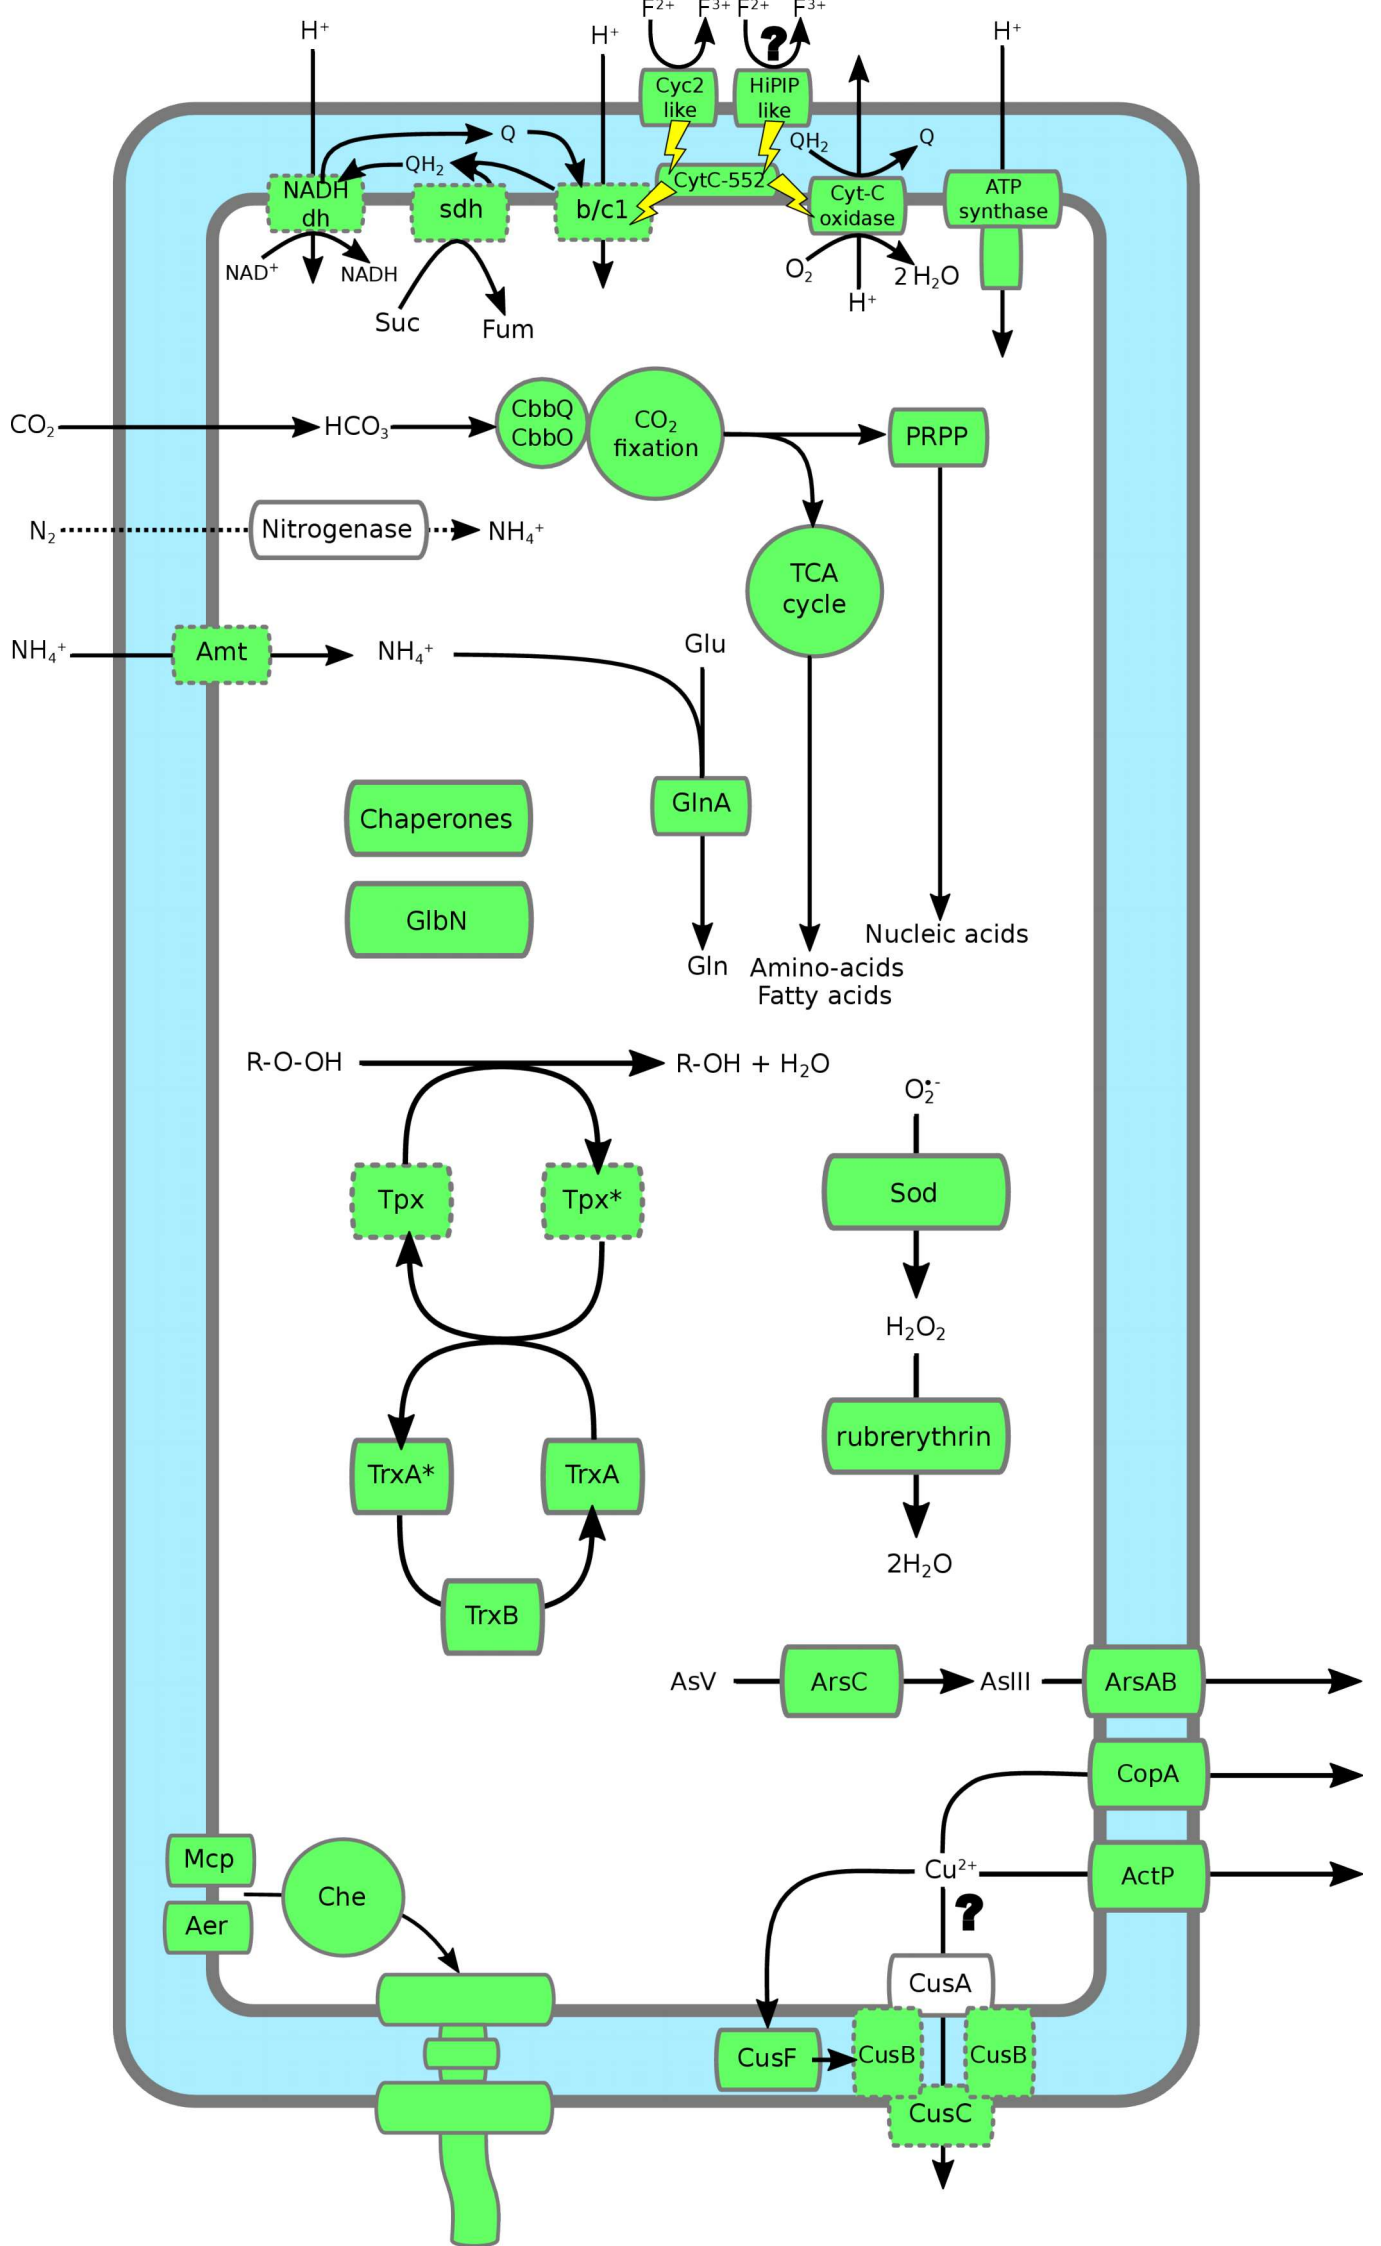 F²⁺ F³⁺ F²⁺ F³⁺
H⁺
H⁺
?
H⁺
Cyc2
like
HiPIP
like
Q
QH₂
QH₂
Q
NADH
dh
sdh
b/c1
CytC-552
Cyt-C
oxidase
ATP
synthase
NAD⁺
NADH
O₂
2 H₂O
H⁺
Suc
Fum
CO₂
HCO₃
CbbQ
CbbO
CO₂
fixation
PRPP
N₂
Nitrogenase
NH₄⁺
TCA
cycle
NH₄⁺
Amt
NH₄⁺
Glu
Chaperones
GlnA
GlbN
Nucleic acids
Gln
Amino-acids
Fatty acids
R-O-OH
R-OH + H₂O
O₂•⁻
Tpx
Tpx*
Sod
H₂O₂
TrxA*
TrxA
rubrerythrin
2H₂O
TrxB
AsV
ArsC
AsIII
ArsAB
CopA
Mcp
Cu²⁺
ActP
Che
?
Aer
CusA
CusF
CusB
CusB
CusC